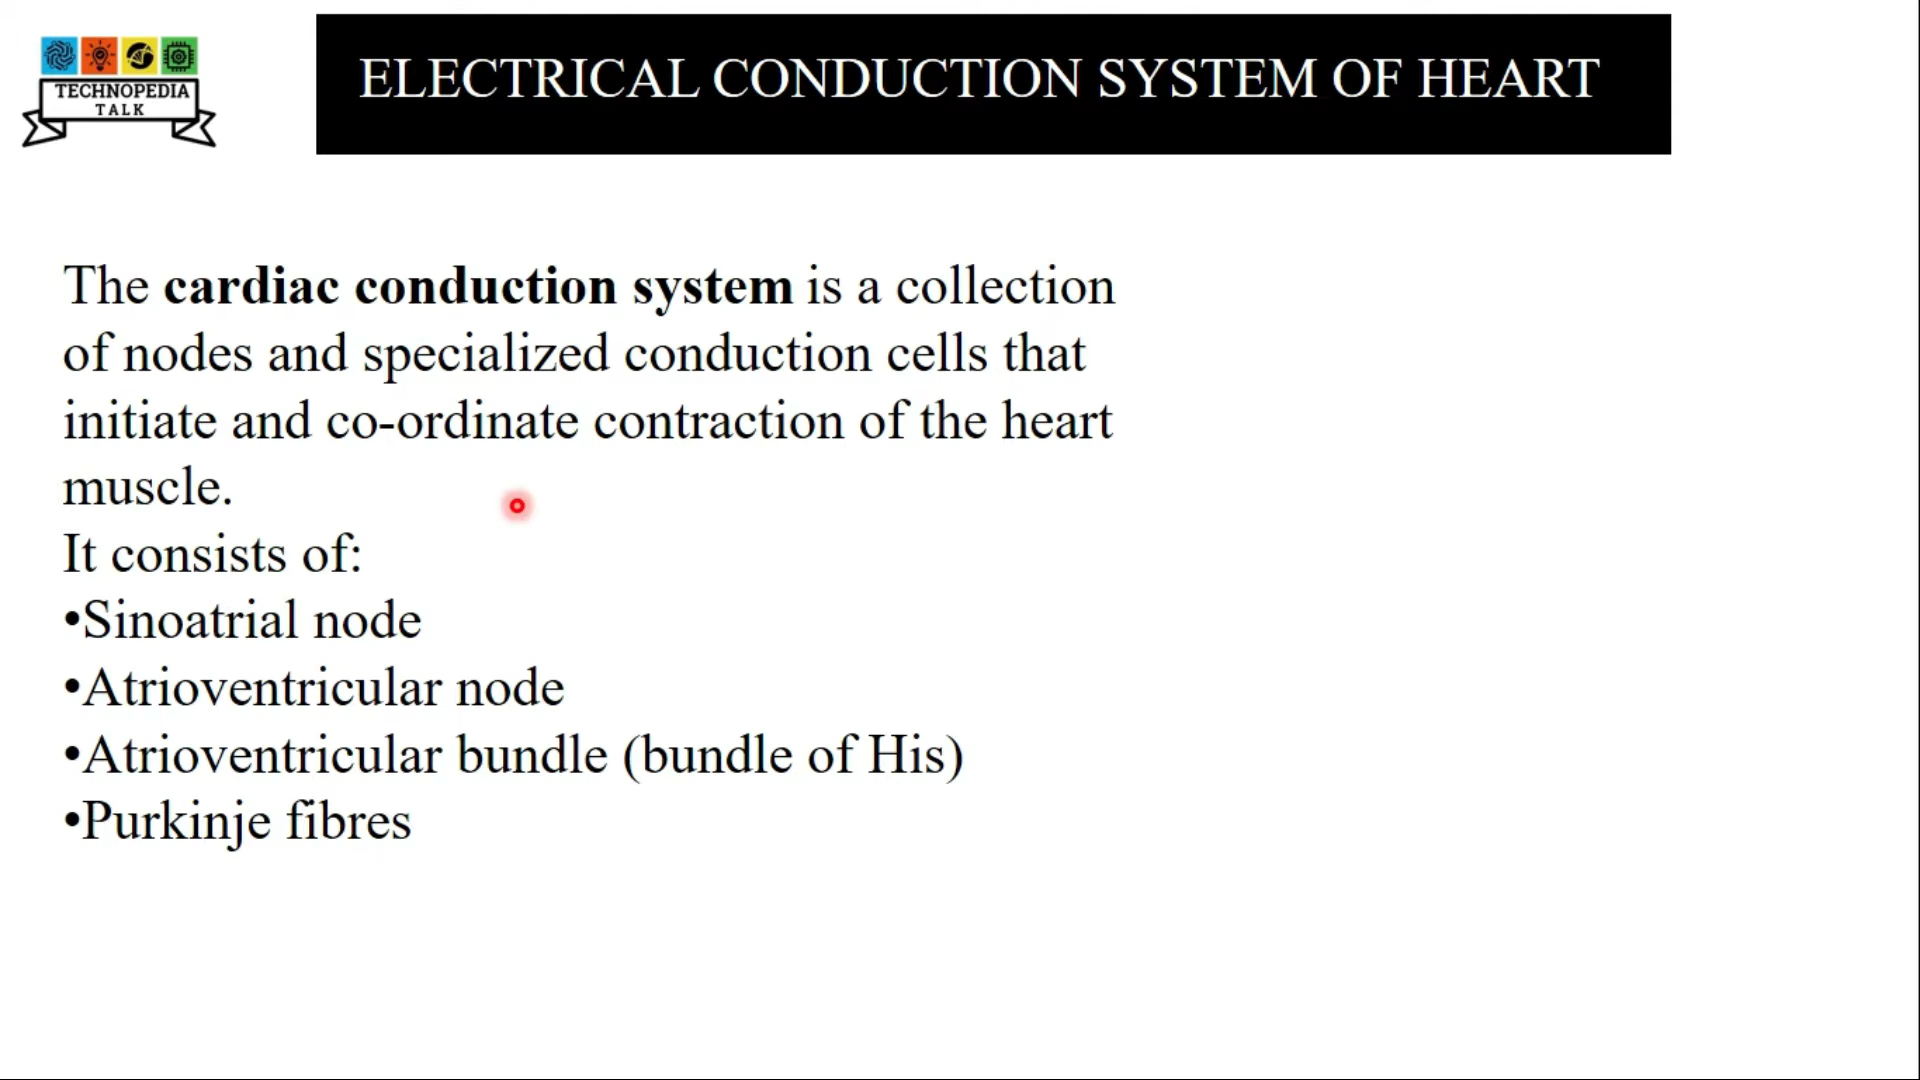 TECHNOPEDIA
TALK
ELECTRICAL CONDUCTION SYSTEM OF HEART
The cardiac conduction system is a collection
of nodes and specialized conduction cells that
initiate and co-ordinate contraction of the heart
muscle.
It consists of:
•Sinoatrial node
•Atrioventricular node
•Atrioventricular bundle (bundle of His)
•Purkinje fibres